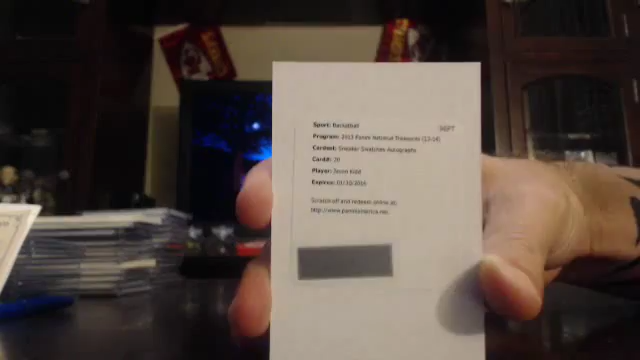 Sport: Basketball
Program: 2013 Panini National Treasures (13-14)
Content: Sneaker Swatches Autographs
Card#: 20
Player: Jason Kidd
Expires: 01/10/2016
Scratch off and redeem online at:
http://www.paniniamerica.net